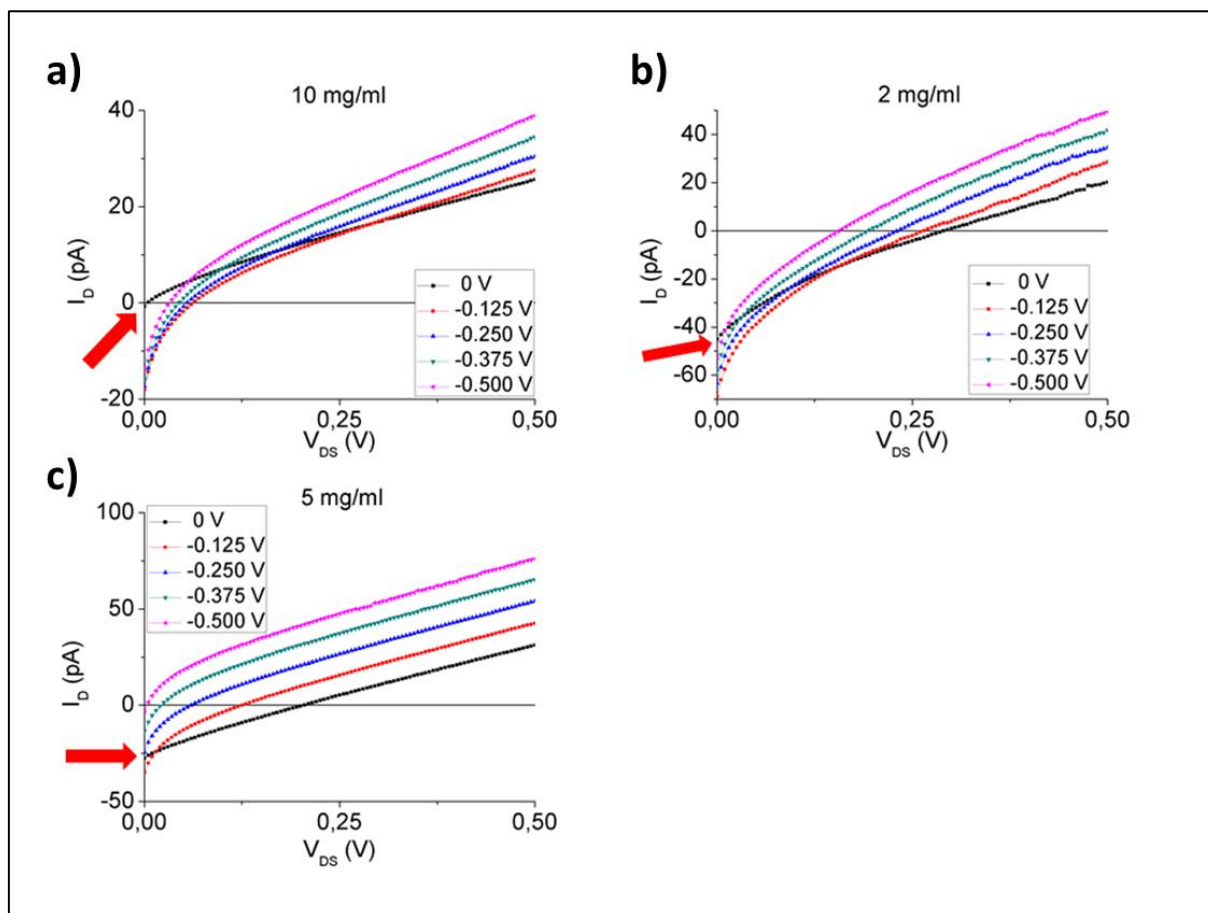 a)
10 mg/ml
40
20
0
-20
I_D (pA)
0,00
0,25
0,50
V_DS (V)
0 V
-0.125 V
-0.250 V
-0.375 V
-0.500 V
b)
2 mg/ml
40
20
0
-20
-40
-60
I_D (pA)
0,00
0,25
0,50
V_DS (V)
0 V
-0.125 V
-0.250 V
-0.375 V
-0.500 V
c)
5 mg/ml
100
50
0
-50
I_D (pA)
0,00
0,25
0,50
V_DS (V)
0 V
-0.125 V
-0.250 V
-0.375 V
-0.500 V